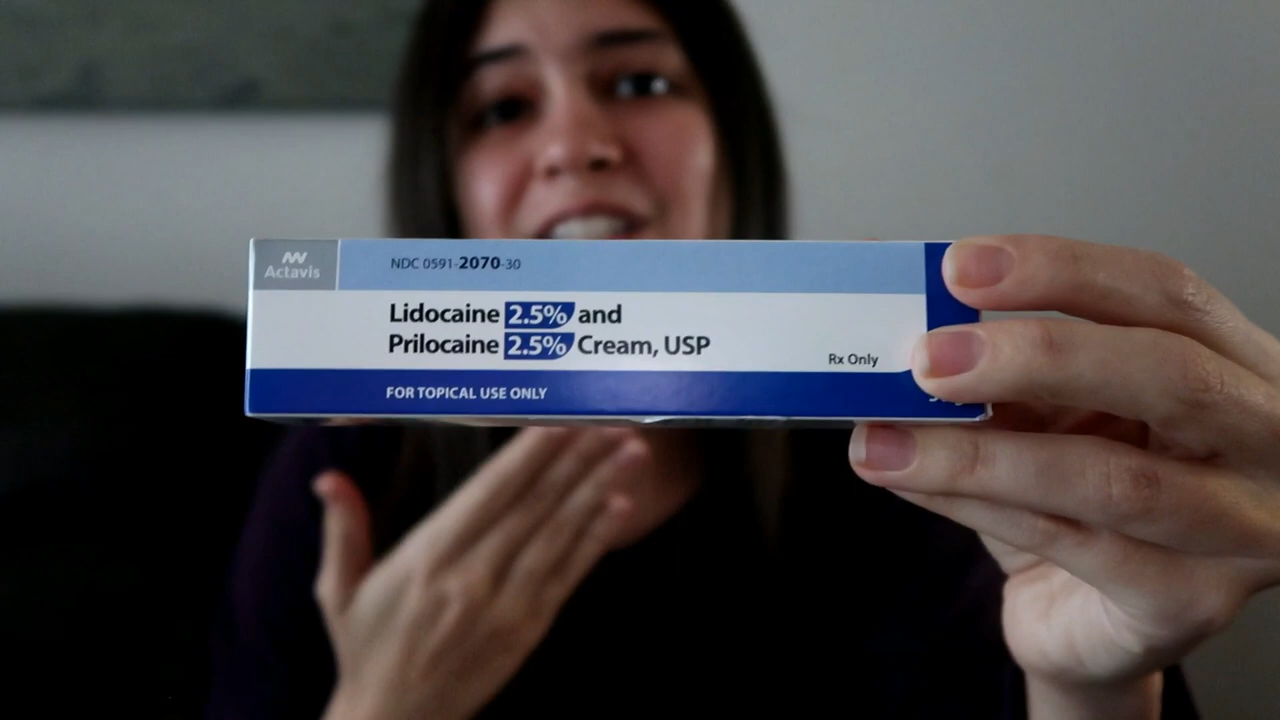 Actavis
NDC 0591-2070-30
Lidocaine 2.5% and
Prilocaine 2.5% Cream, USP
Rx Only
FOR TOPICAL USE ONLY